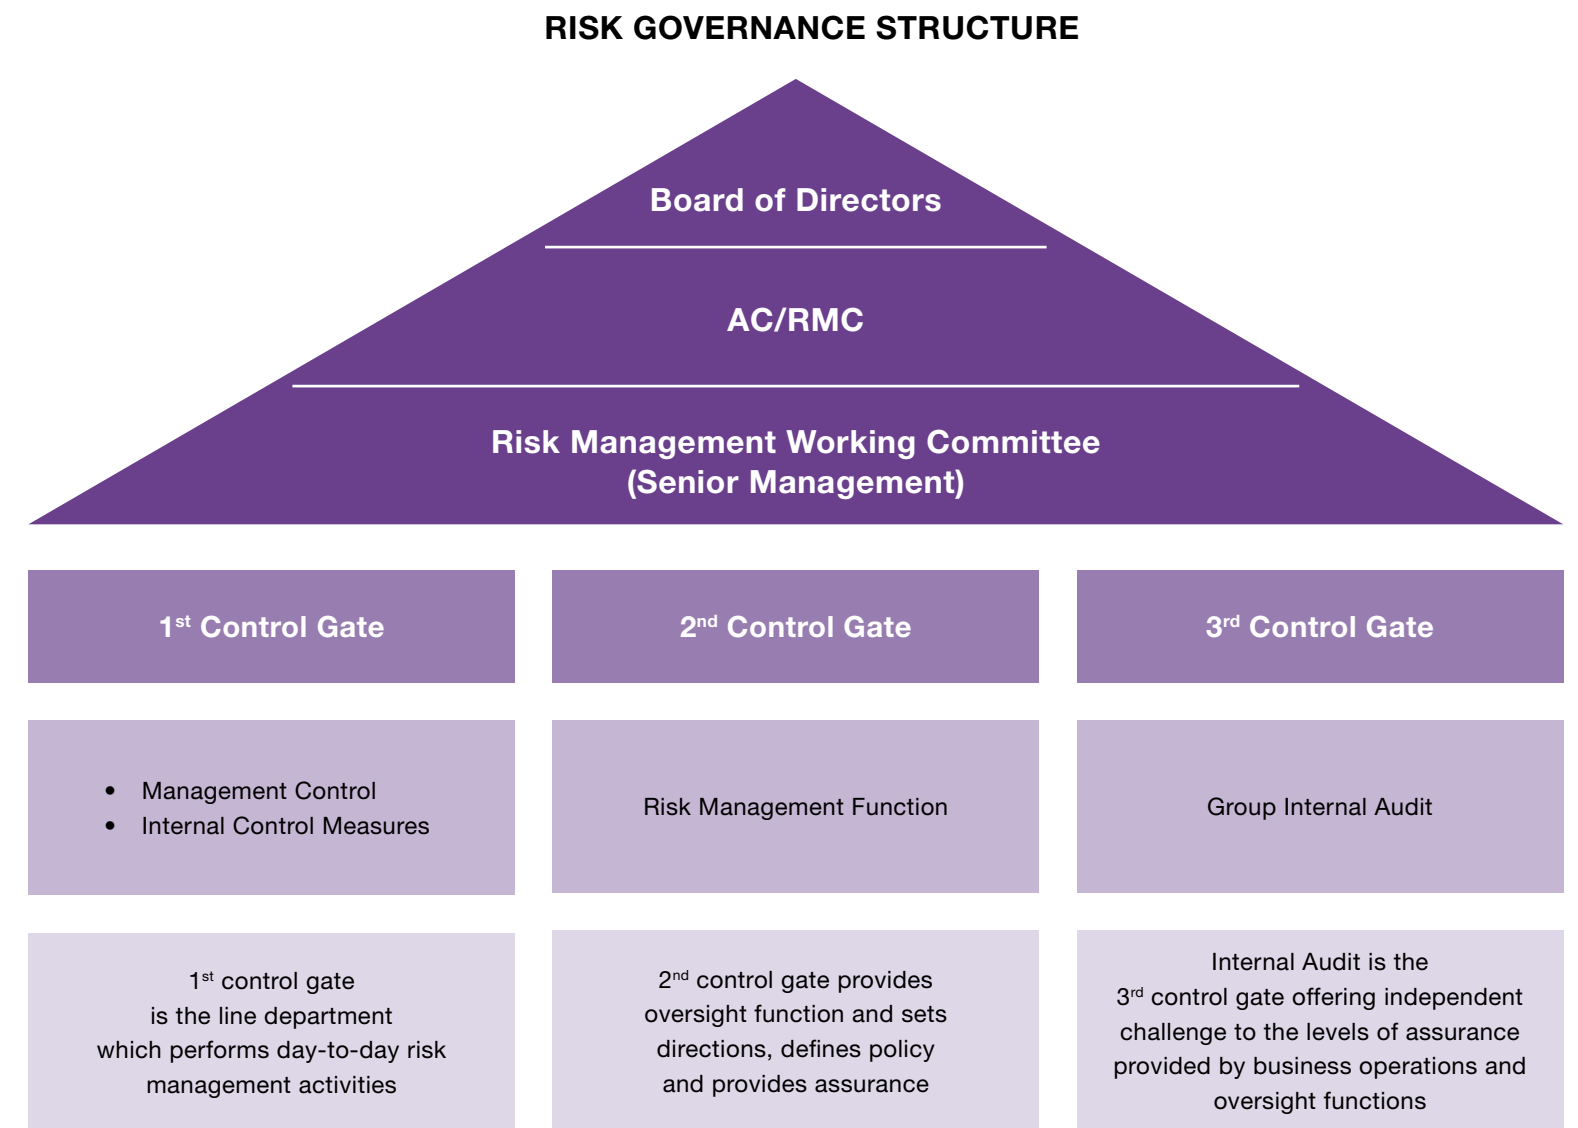 RISK GOVERNANCE STRUCTURE
Board of Directors
AC/RMC
Risk Management Working Committee
(Senior Management)
1st Control Gate
• Management Control
• Internal Control Measures
1st control gate
is the line department
which performs day-to-day risk
management activities
2nd Control Gate
Risk Management Function
2nd control gate provides
oversight function and sets
directions, defines policy
and provides assurance
3rd Control Gate
Group Internal Audit
Internal Audit is the
3rd control gate offering independent
challenge to the levels of assurance
provided by business operations and
oversight functions